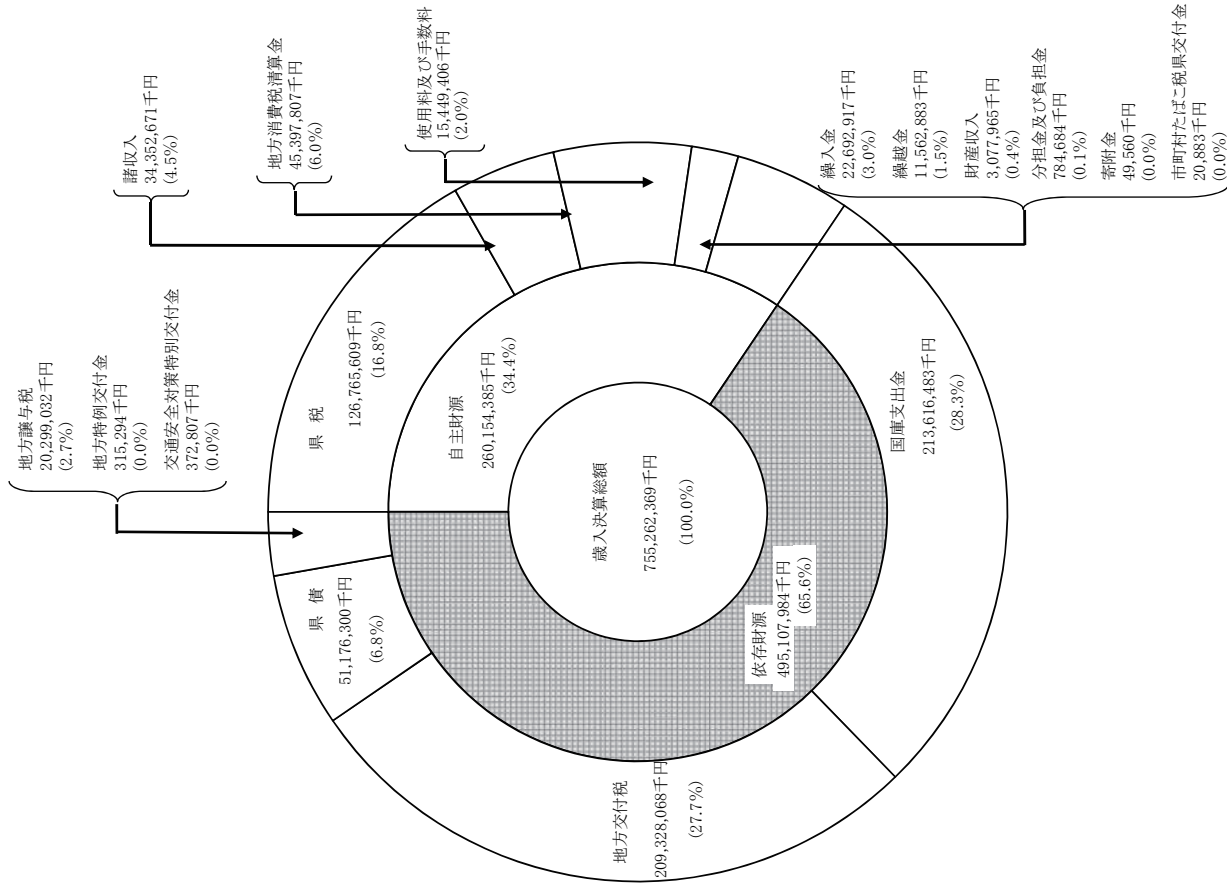 歳入決算総額
755,262,369千円
(100.0%)
自主財源
260,154,385千円
(34.4%)
依存財源
495,107,984千円
(65.6%)
県 税
126,765,609千円
(16.8%)
諸収入
34,352,671千円
(4.5%)
地方消費税清算金
45,397,807千円
(6.0%)
使用料及び手数料
15,449,406千円
(2.0%)
繰入金
22,692,917千円
(3.0%)
繰越金
11,562,883千円
(1.5%)
財産収入
3,077,965千円
(0.4%)
分担金及び負担金
784,684千円
(0.1%)
寄附金
49,560千円
(0.0%)
市町村たばこ税県交付金
20,883千円
(0.0%)
国庫支出金
213,616,483千円
(28.3%)
地方交付税
209,328,068千円
(27.7%)
県 債
51,176,300千円
(6.8%)
地方譲与税
20,299,032千円
(2.7%)
地方特例交付金
315,294千円
(0.0%)
交通安全対策特別交付金
372,807千円
(0.0%)